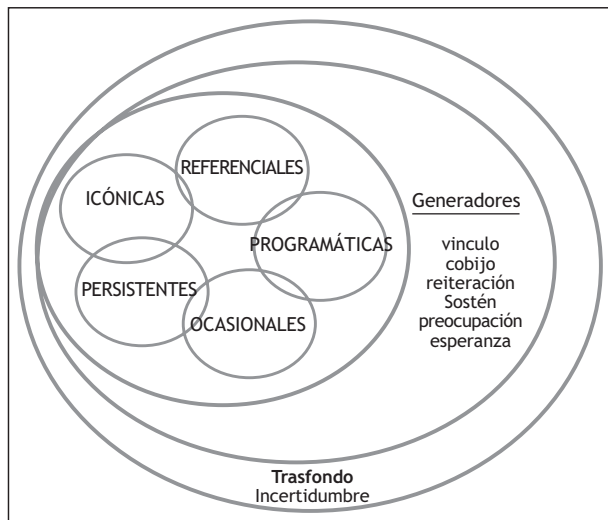 REFERENCIALES
ICÓNICAS
PROGRAMÁTICAS
PERSISTENTES
OCASIONALES
Generadores
vinculo
cobijo
reiteración
Sostén
preocupación
esperanza
Trasfondo
Incertidumbre